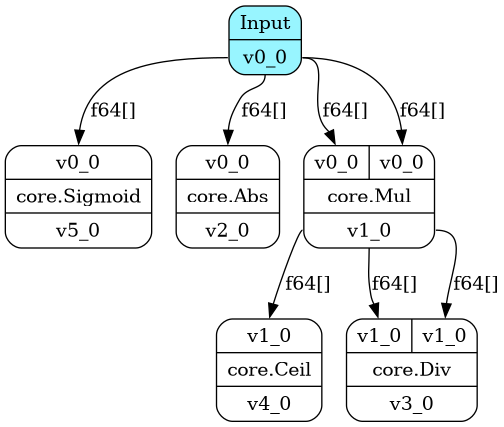 Input
v0_0
f64[]
f64[]
f64[]
f64[]
v0_0
core.Sigmoid
v5_0
v0_0
core.Abs
v2_0
v0_0 v0_0
core.Mul
v1_0
f64[]
f64[]
f64[]
v1_0
core.Ceil
v4_0
v1_0 v1_0
core.Div
v3_0